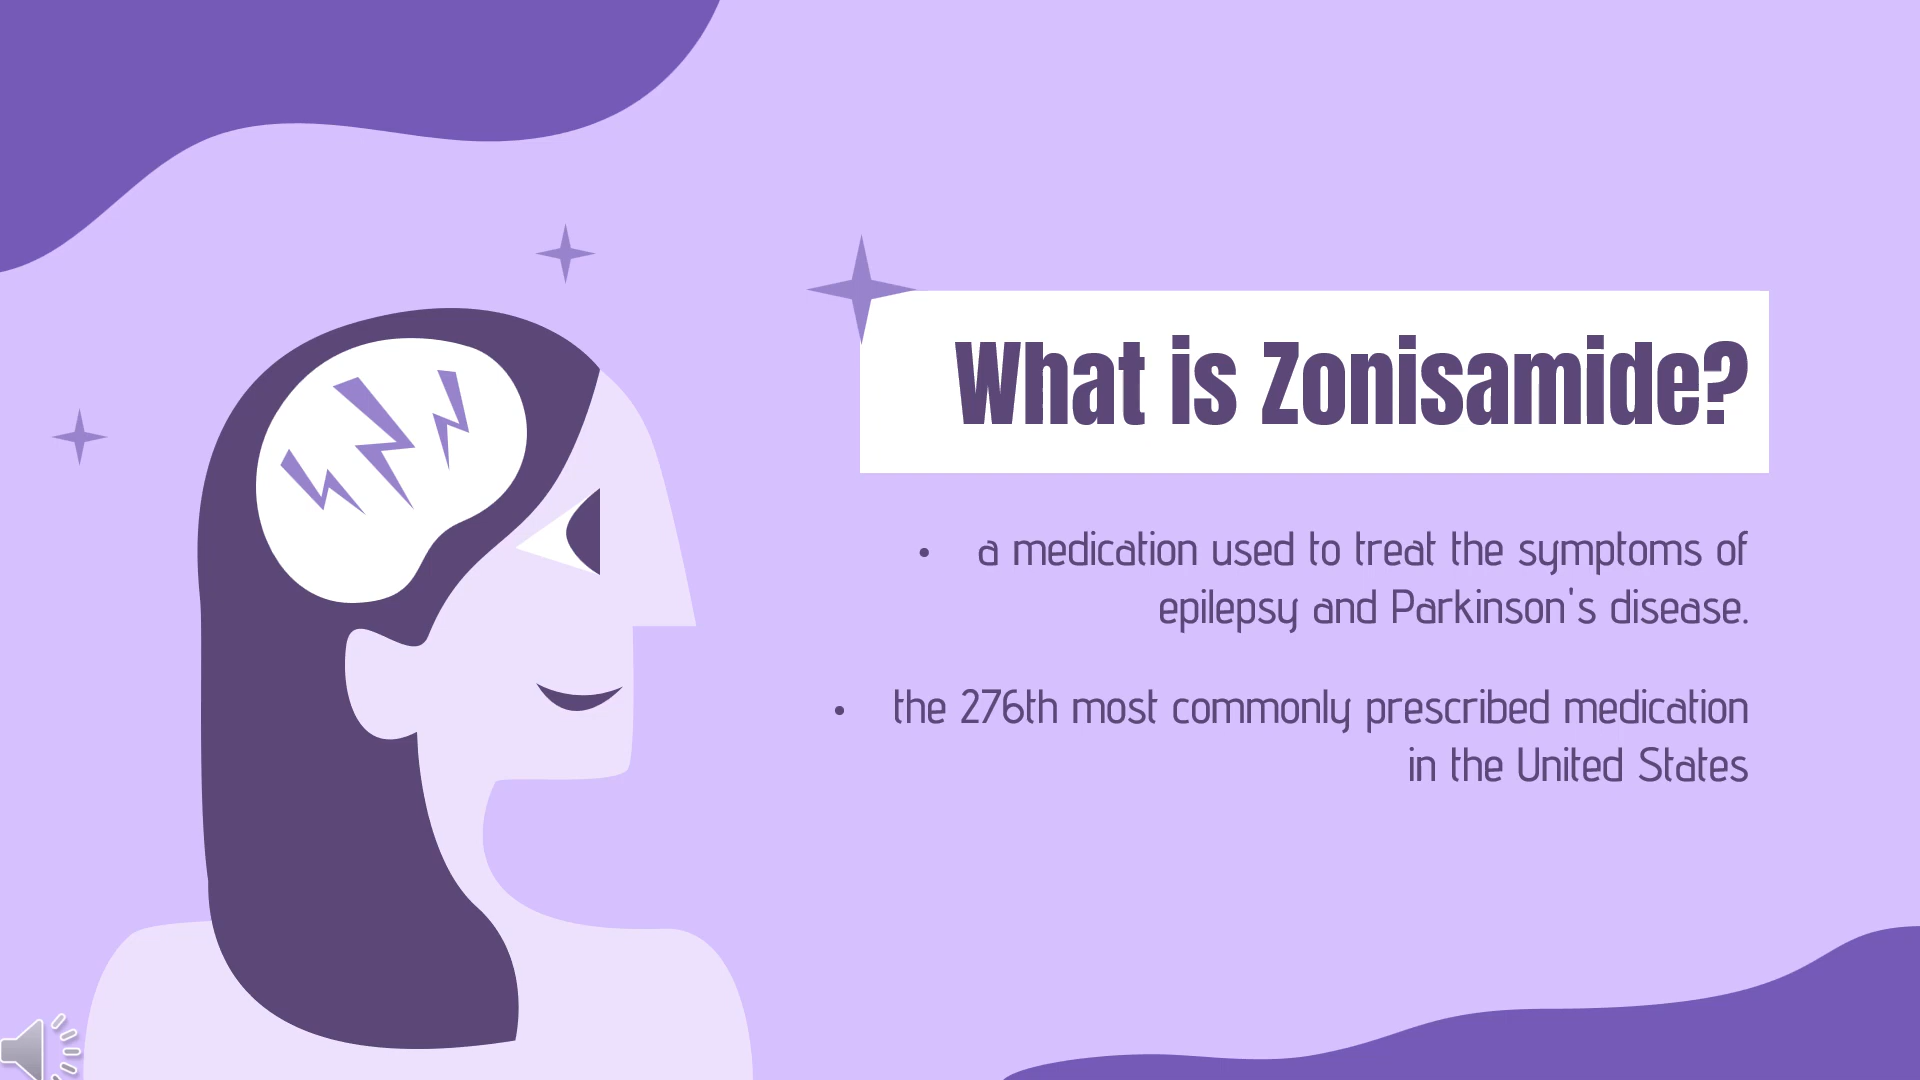 What is Zonisamide?
• a medication used to treat the symptoms of
epilepsy and Parkinson's disease.
• the 276th most commonly prescribed medication
in the United States